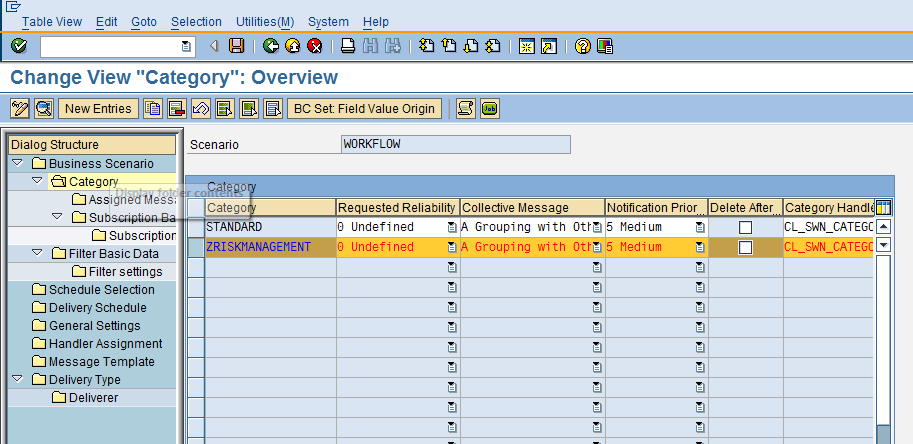 Table View Edit Goto Selection Utilities(M) System Help
Change View "Category": Overview
New Entries BC Set: Field Value Origin Job
Dialog Structure
Business Scenario
Category
Assigned Messa
Subscription Ba
Subscription
Filter Basic Data
Filter settings
Schedule Selection
Delivery Schedule
General Settings
Handler Assignment
Message Template
Delivery Type
Deliverer
Display folder contents
Scenario WORKFLOW
Category
Category Requested Reliability Collective Message Notification Prior... Delete After... Category Handle
STANDARD 0 Undefined A Grouping with Oth 5 Medium CL_SWN_CATEGO
ZRISKMANAGEMENT 0 Undefined A Grouping with Oth 5 Medium CL_SWN_CATEGO